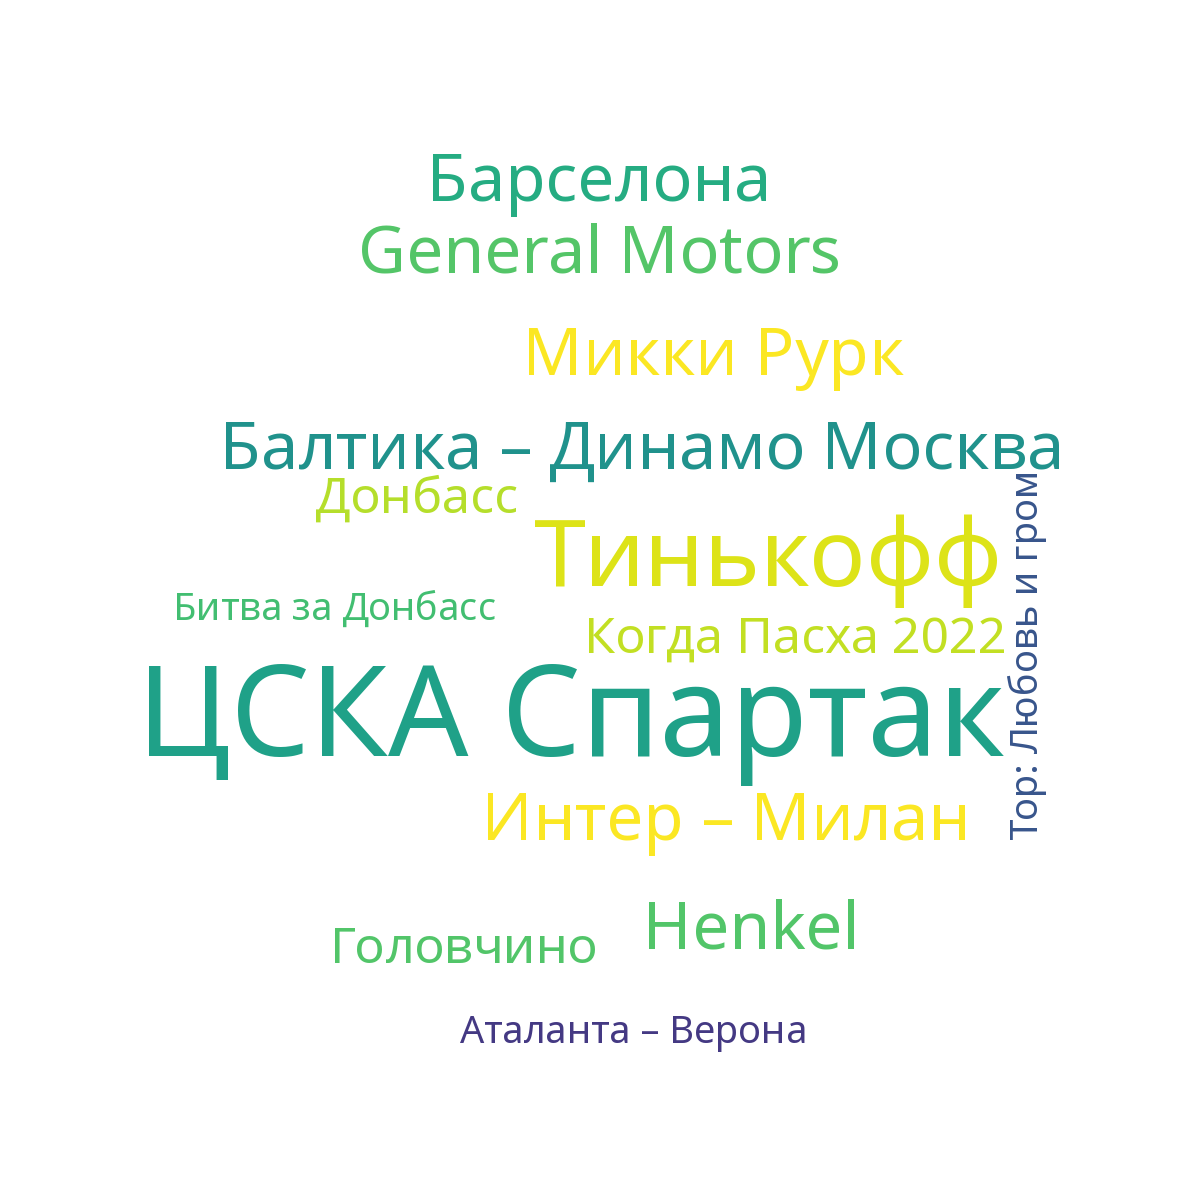 Барселона
General Motors
Микки Рурк
Балтика – Динамо Москва
Донбасс
Тинькофф
Тор: Любовь и гром
Битва за Донбасс
Когда Пасха 2022
ЦСКА Спартак
Интер – Милан
Henkel
Головчино
Аталанта – Верона